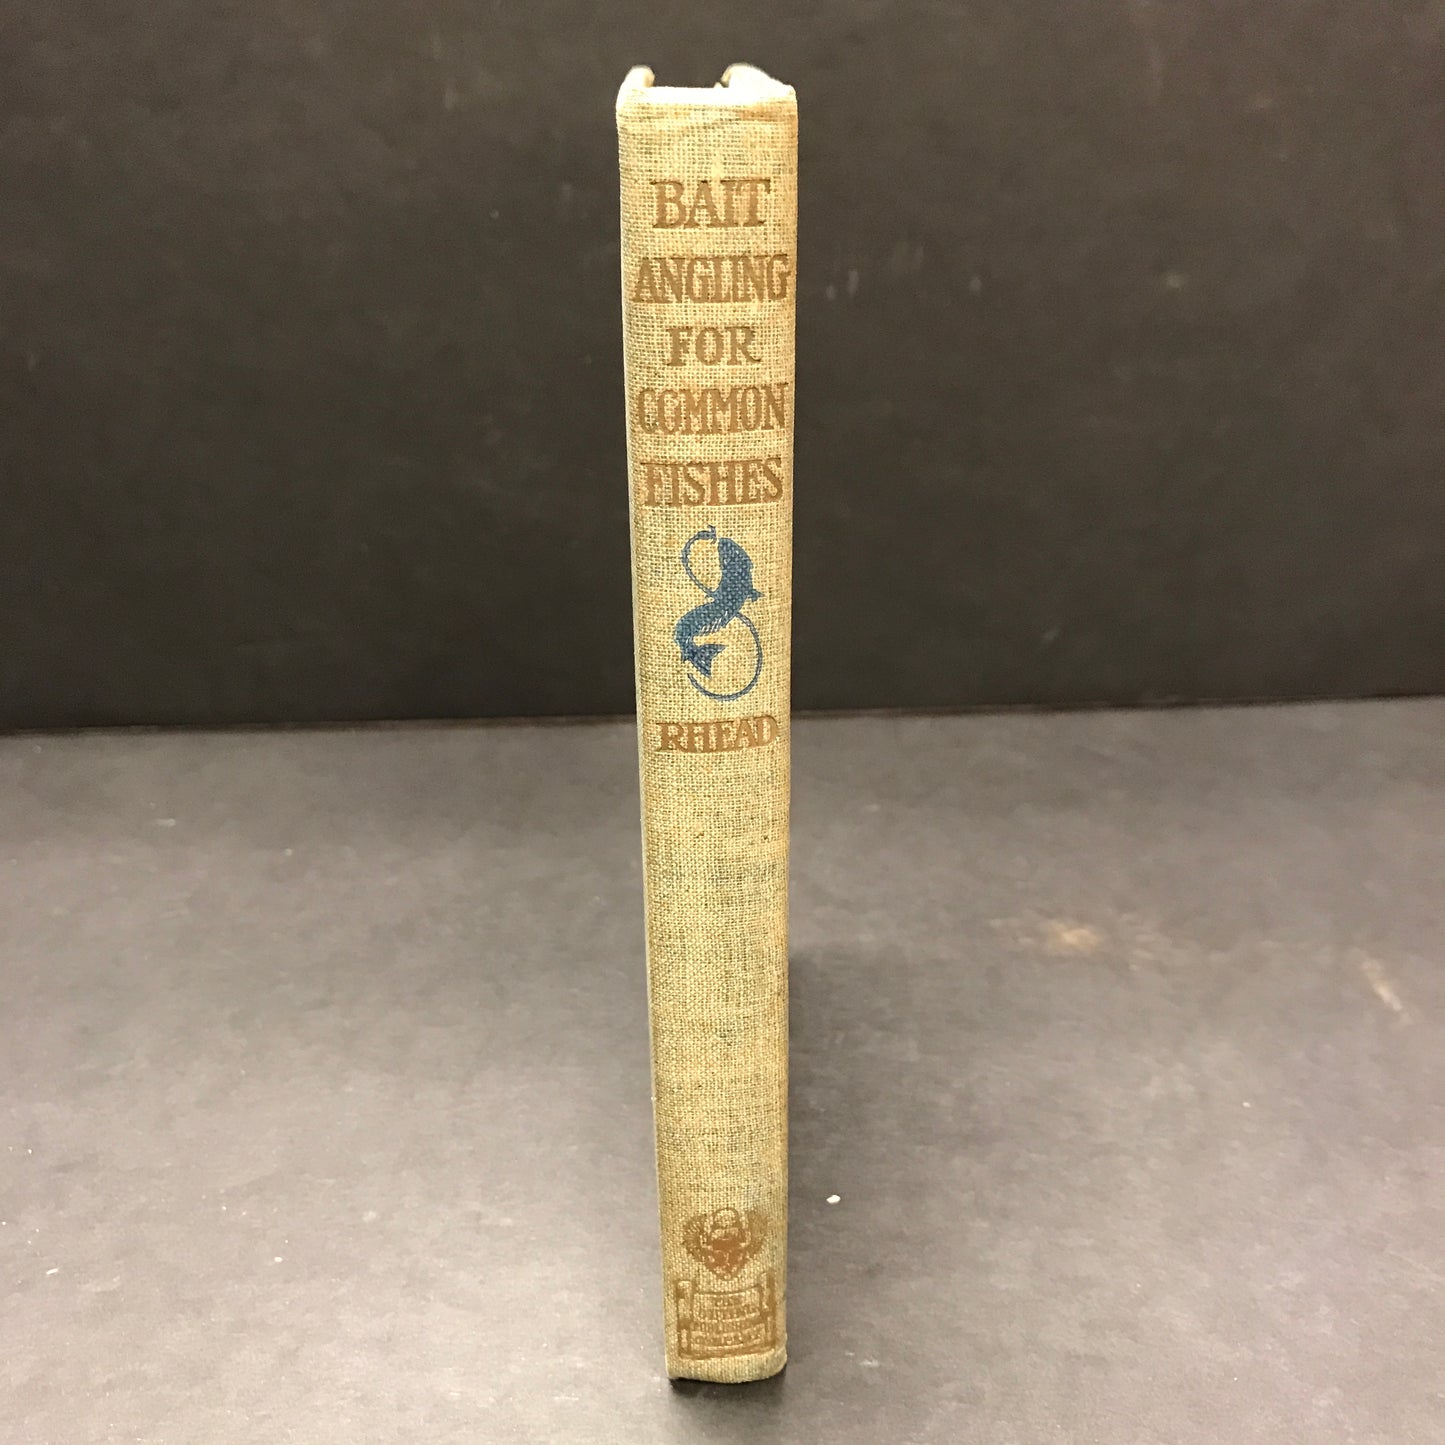 BAIT
ANGLING
FOR
COMMON
FISHES
RHEAD